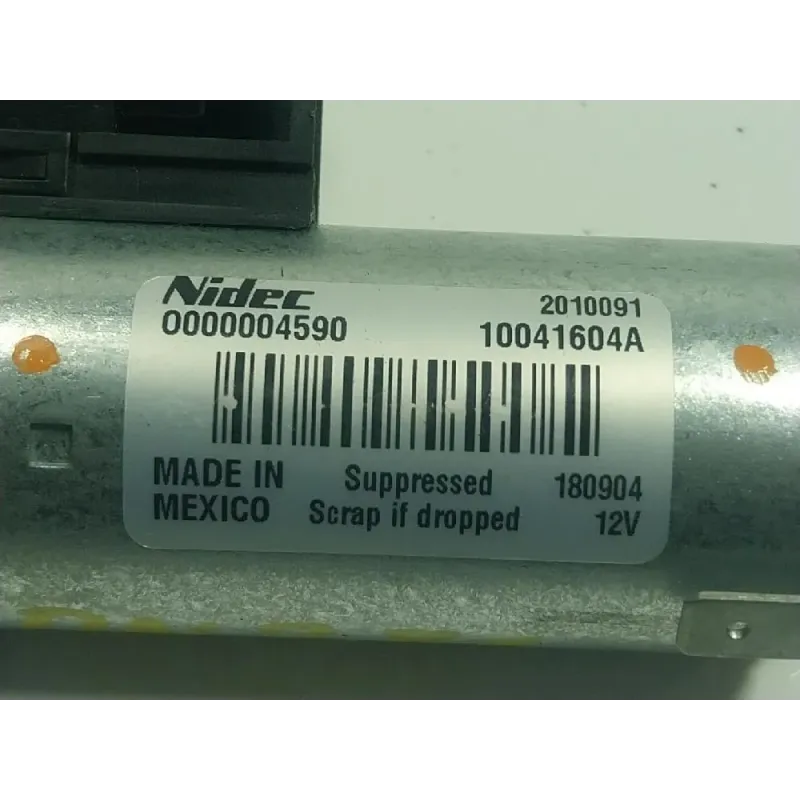 Nidec 2010091
0000004590 10041604A
MADE IN Suppressed 180904
MEXICO Scrap if dropped 12V